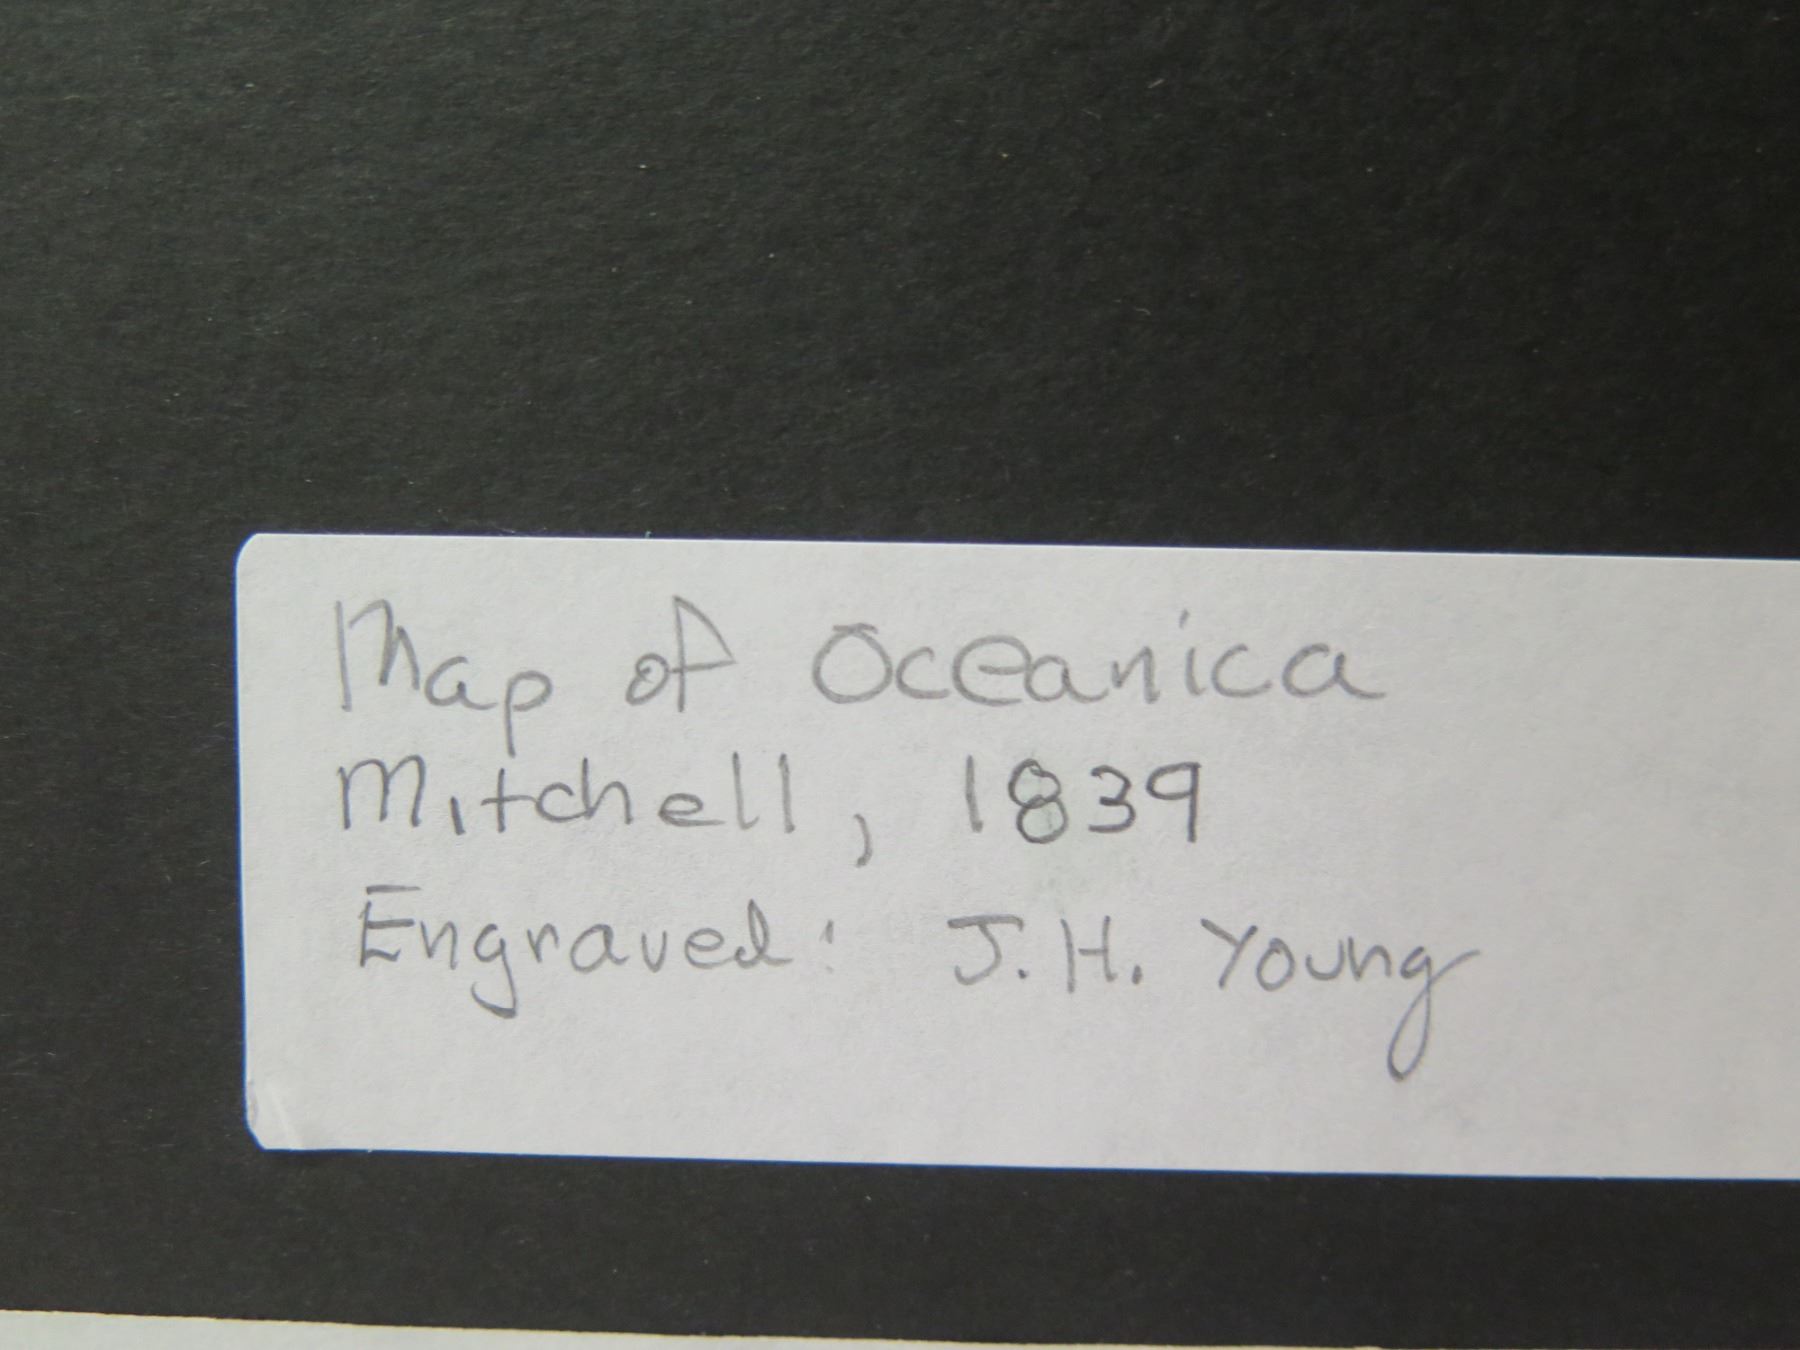 Map of Oceanica
Mitchell, 1839
Engraved: J.H. Young